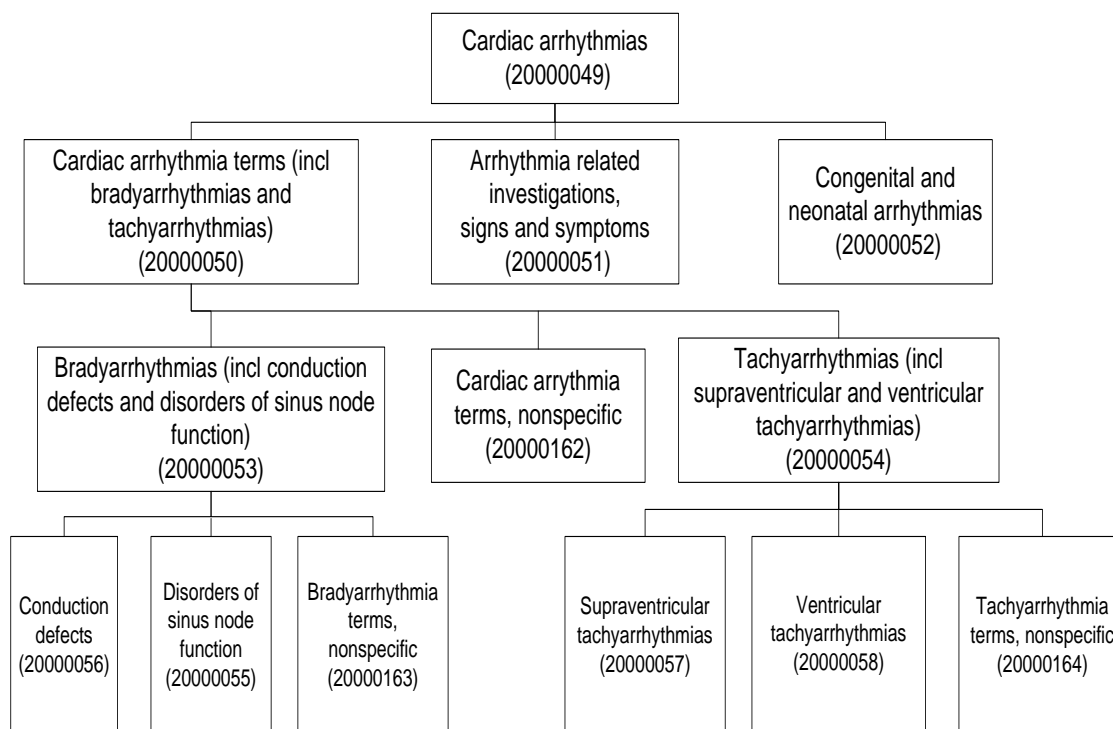 Cardiac arrhythmias
(20000049)
Cardiac arrhythmia terms (incl
bradyarrhythmias and
tachyarrhythmias)
(20000050)
Arrhythmia related
investigations,
signs and symptoms
(20000051)
Congenital and
neonatal arrhythmias
(20000052)
Bradyarrhythmias (incl conduction
defects and disorders of sinus node
function)
(20000053)
Cardiac arrythmia
terms, nonspecific
(20000162)
Tachyarrhythmias (incl
supraventricular and ventricular
tachyarrhythmias)
(20000054)
Conduction
defects
(20000056)
Disorders of
sinus node
function
(20000055)
Bradyarrhythmia
terms,
nonspecific
(20000163)
Supraventricular
tachyarrhythmias
(20000057)
Ventricular
tachyarrhythmias
(20000058)
Tachyarrhythmia
terms, nonspecific
(20000164)